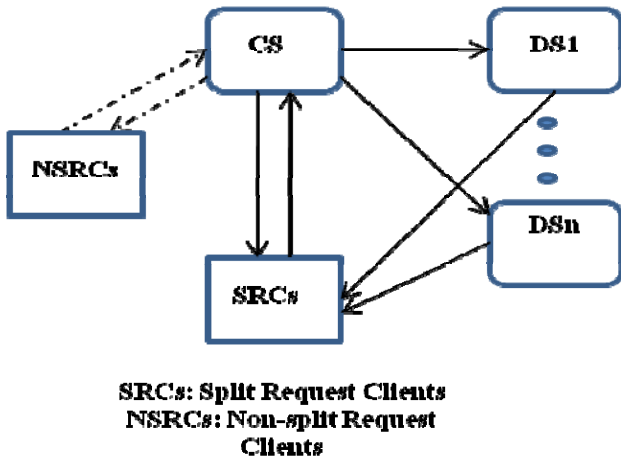 CS
DS1
NSRCs
DSn
SRCs
SRCs: Split Request Clients
NSRCs: Non-split Request
Clients